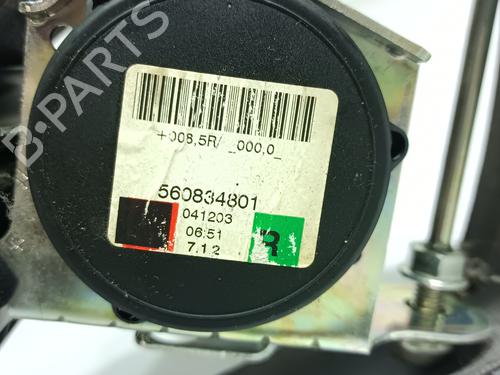 B-PARTS
+008,5R/ _000,0_
560834801
041203
06:51
7.1.2
R